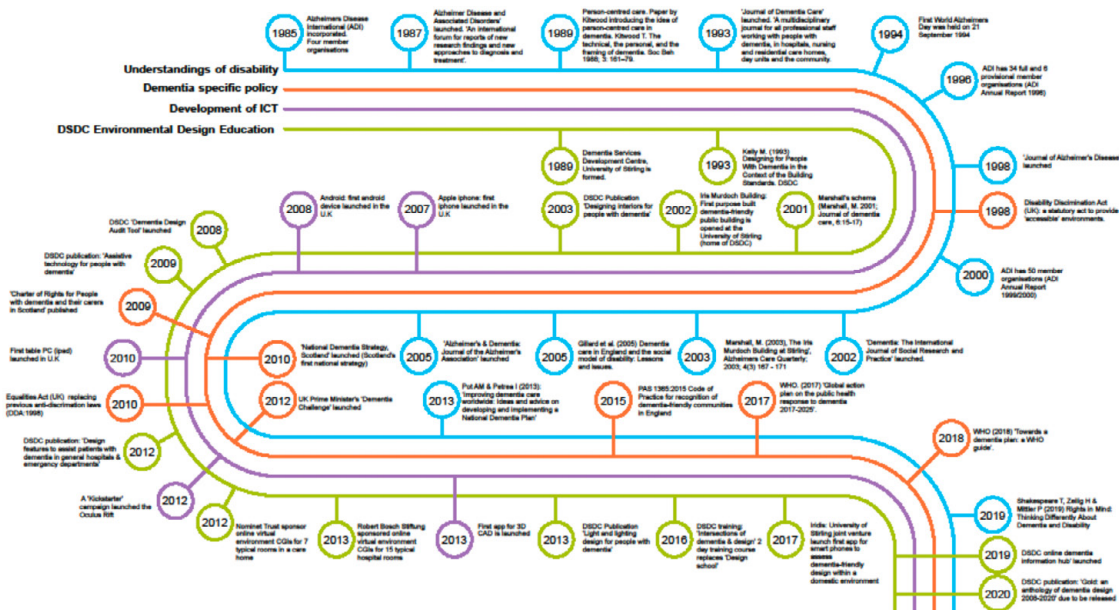 1985
Alzheimers Disease
International (ADI)
incorporated.
Four member
organisations
1987
Alzheimer Disease and
Associated Disorders'
launched. 'An international
forum for reports of new
research findings and new
approaches to diagnosis and
treatment'.
1989
Person-centred care. Paper by
Kitwood introducing the idea of
person-centred care in
dementia. Kitwood T. The
technical, the personal, and the
framing of dementia. Soc Beh
1988; 3: 161–79.
1993
'Journal of Dementia Care'
launched. 'A multidisciplinary
journal for all professional staff
working with people with
dementia, in hospitals, nursing
and residential care homes,
day units and the community.
1994
First World Alzheimers
Day was held on 21
September 1994
Understandings of disability
Dementia specific policy
Development of ICT
DSDC Environmental Design Education
1996
ADI has 34 full and 6
provisional member
organisations (ADI
Annual Report 1996)
1989
Dementia Services
Development Centre,
University of Stirling
is formed.
1993
Kelly M. (1993)
Designing for People
With Dementia in the
Context of the Building
Standards. DSDC
1998
'Journal of Alzheimer's Disease
launched
2008
Android: first android
device launched in the
U.K
2007
Apple iphone: first
iphone launched in the
U.K
2003
DSDC Publication
'Designing interiors for
people with dementia'
2002
Iris Murdoch Building:
First purpose built
dementia-friendly
public building is
opened at the
University of Stirling
(home of DSDC)
2001
Marshall's schema
(Marshall, M. 2001;
Journal of dementia
care, 6:15-17)
1998
Disability Discrimination Act
(UK): a statutory act to provide
'accessible' environments.
DSDC 'Dementia Design
Audit Tool' launched
2008
DSDC publication: 'Assistive
technology for people with
dementia'
2009
2000
ADI has 50 member
organisations (ADI
Annual Report
1999/2000)
'Charter of Rights for People
with dementia and their carers
in Scotland' published
2009
First table PC (ipad)
launched in U.K
2010
2010
'National Dementia Strategy,
Scotland' launched (Scotland's
first national strategy)
2005
'Alzheimer's & Dementia:
Journal of the Alzheimer's
Association' launched
2005
Gillard et al. (2005) Dementia
care in England and the social
model of disability: Lessons
and issues.
2003
Marshall, M. (2003), The Iris
Murdoch Building at Stirling',
Alzheimers Care Quarterly;
2003; 4(3) 167 - 171
2002
'Dementia: The International
Journal of Social Research and
Practice' launched.
Equalities Act (UK) replacing
previous anti-discrimation laws
(DDA:1998)
2010
2012
UK Prime Minister's 'Dementia
Challenge' launched
2013
Pot AM & Petrea I (2013):
'Improving dementia care
worldwide: Ideas and advice on
developing and implementing a
National Dementia Plan'
2015
PAS 1365:2015 Code of
Practice for recognition of
dementia-friendly communities
in England
2017
WHO. (2017) 'Global action
plan on the public health
response to dementia
2017-2025'.
2018
WHO (2018) 'Towards a
dementia plan: a WHO
guide'.
DSDC publication: 'Design
features to assist patients with
dementia in general hospitals &
emergency departments'
2012
A 'Kickstarter'
campaign launched the
Oculus Rift
2012
2012
Nominet Trust sponsor
online virtual
environment CGIs for 7
typical rooms in a care
home
2013
Robert Bosch Stiftung
sponsored online
virtual environment
CGIs for 15 typical
hospital rooms
2013
First app for 3D
CAD is launched
2013
DSDC Publication
'Light and lighting
design for people with
dementia'
2016
DSDC training:
'Intersections of
dementia & design' 2
day training course
replaces 'Design
school'
2017
Iridis: University of
Stirling joint venture
launch first app for
smart phones to
assess
dementia-friendly
design within a
domestic environment
2019
Shakespeare T, Zeilig H &
Mittler P (2019) Rights in Mind:
Thinking Differently About
Dementia and Disability
2019
DSDC online dementia
information hub' launched
2020
DSDC publication: 'Gold: an
anthology of dementia design
2008-2020' due to be released